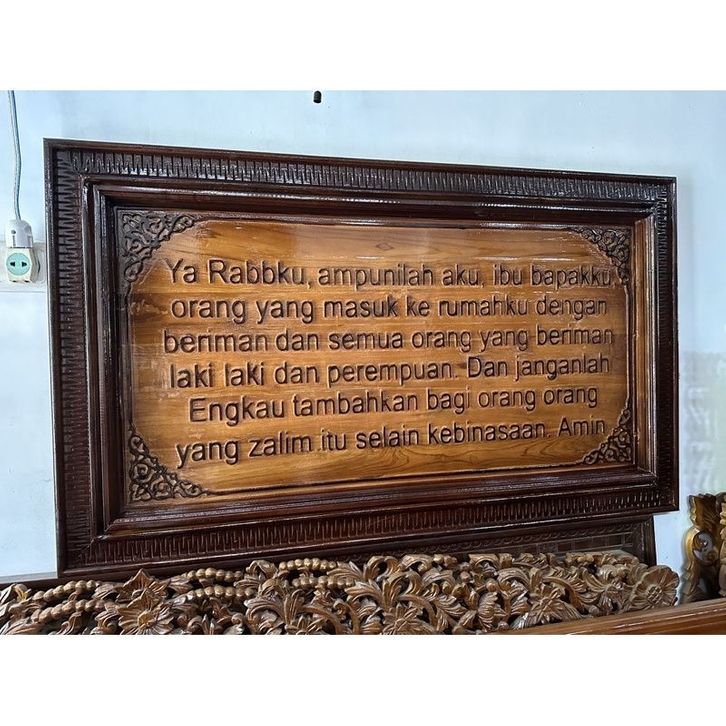 Ya Rabbku, ampunilah aku, ibu bapakku
orang yang masuk ke rumahku dengan
beriman dan semua orang yang beriman
laki laki dan perempuan. Dan janganlah
Engkau tambahkan bagi orang orang
yang zalim itu selain kebinasaan. Amin